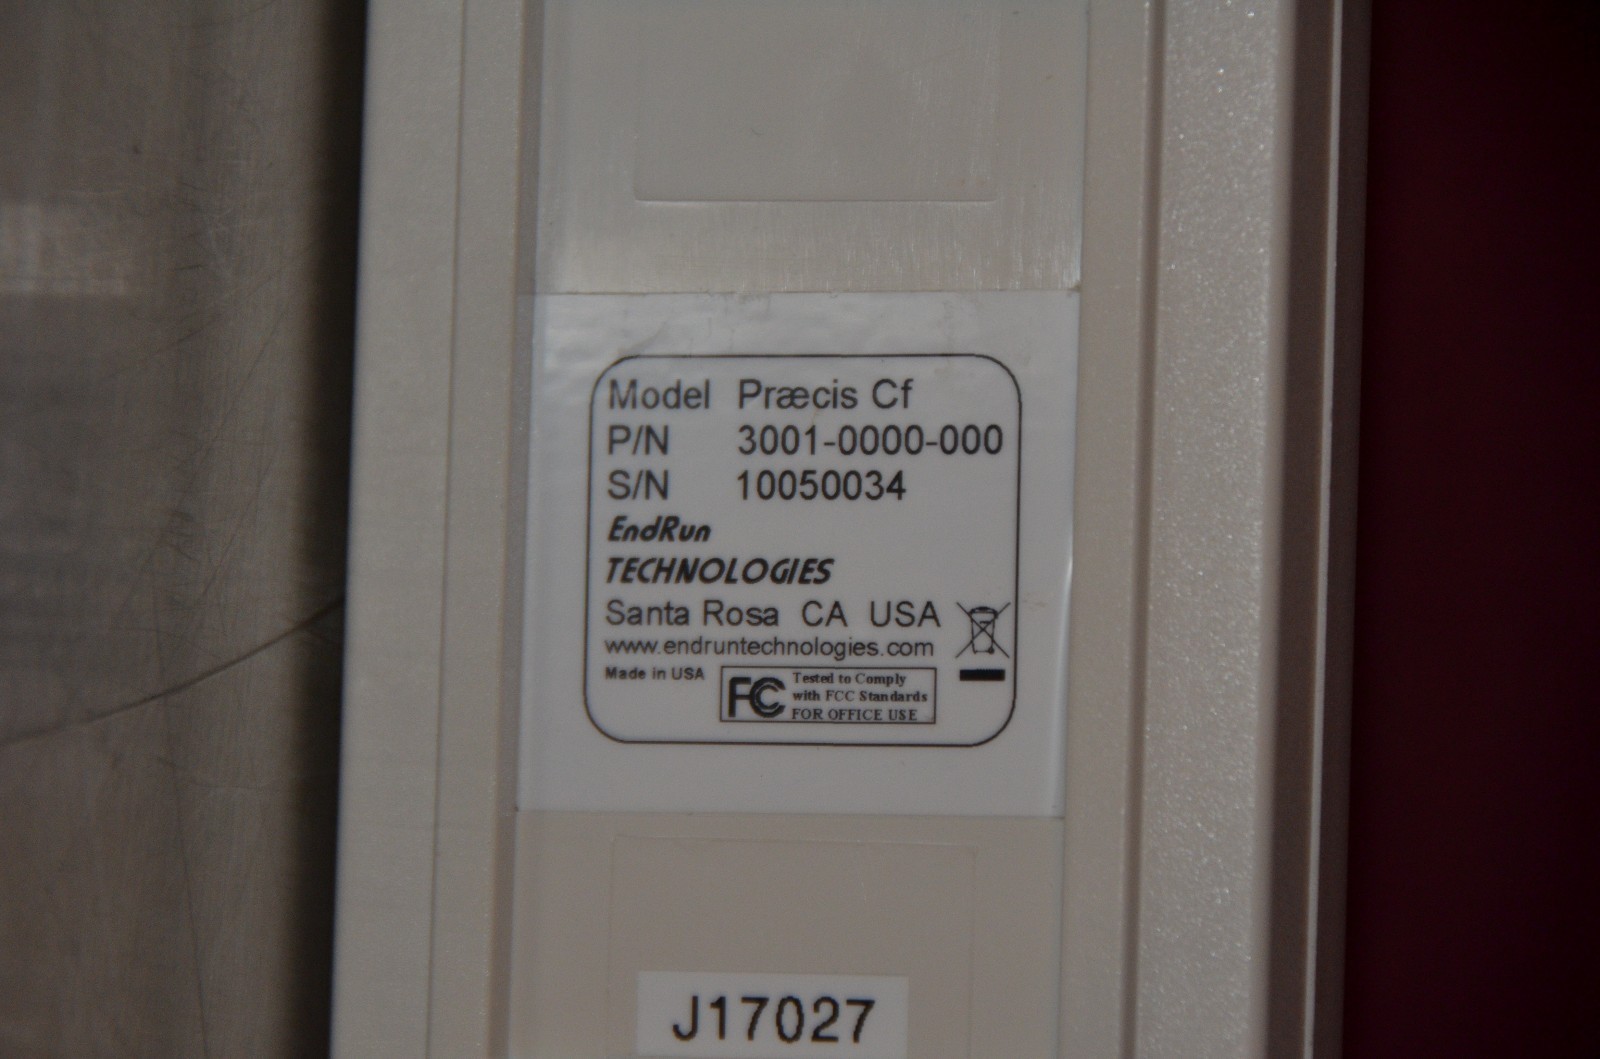 Model Præcis Cf
P/N 3001-0000-000
S/N 10050034
EndRun
TECHNOLOGIES
Santa Rosa CA USA
www.endruntechnologies.com
Made in USA
FC Tested to Comply
with FCC Standards
FOR OFFICE USE
J17027